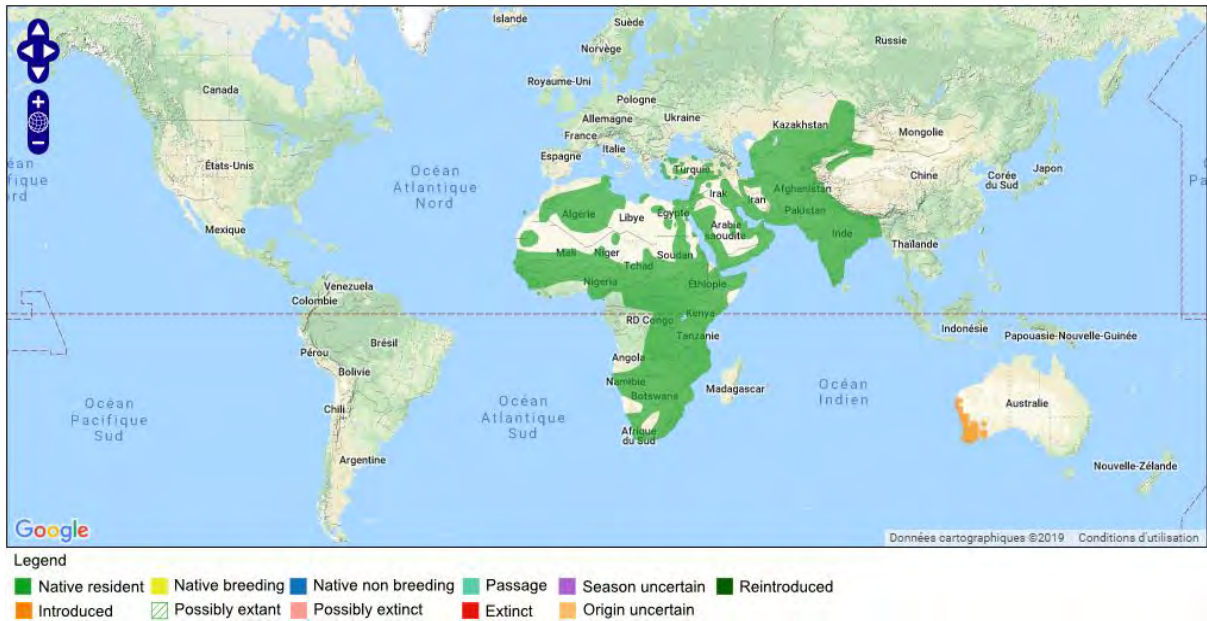 Islande
Suède
Russie
Norvège
Canada
Royaume-Uni
Pologne
Allemagne
Ukraine
Kazakhstan
Mongolie
France
Italie
États-Unis
Espagne
Turquie
Océan
Atlantique
Nord
éan
ifique
ord
Chine
Corée
du Sud
Japon
Pa
Afghanistan
Irak
Iran
Pakistan
Algérie
Libye
Égypte
Arabie
saoudite
Inde
Mexique
Mali
Niger
Tchad
Soudan
Thaïlande
Nigeria
Éthiopie
Venezuela
Colombie
RD Congo
Kenya
Tanzanie
Indonésie
Papouasie-Nouvelle-Guinée
Pérou
Brésil
Bolivie
Angola
Namibie
Botswana
Madagascar
Océan
Indien
Australie
Océan
Pacifique
Sud
Chili
Océan
Atlantique
Sud
Afrique
du Sud
Argentine
Nouvelle-Zélande
Google
Données cartographiques ©2019 Conditions d'utilisation
Legend
Native resident Native breeding Native non breeding Passage Season uncertain Reintroduced
Introduced Possibly extant Possibly extinct Extinct Origin uncertain